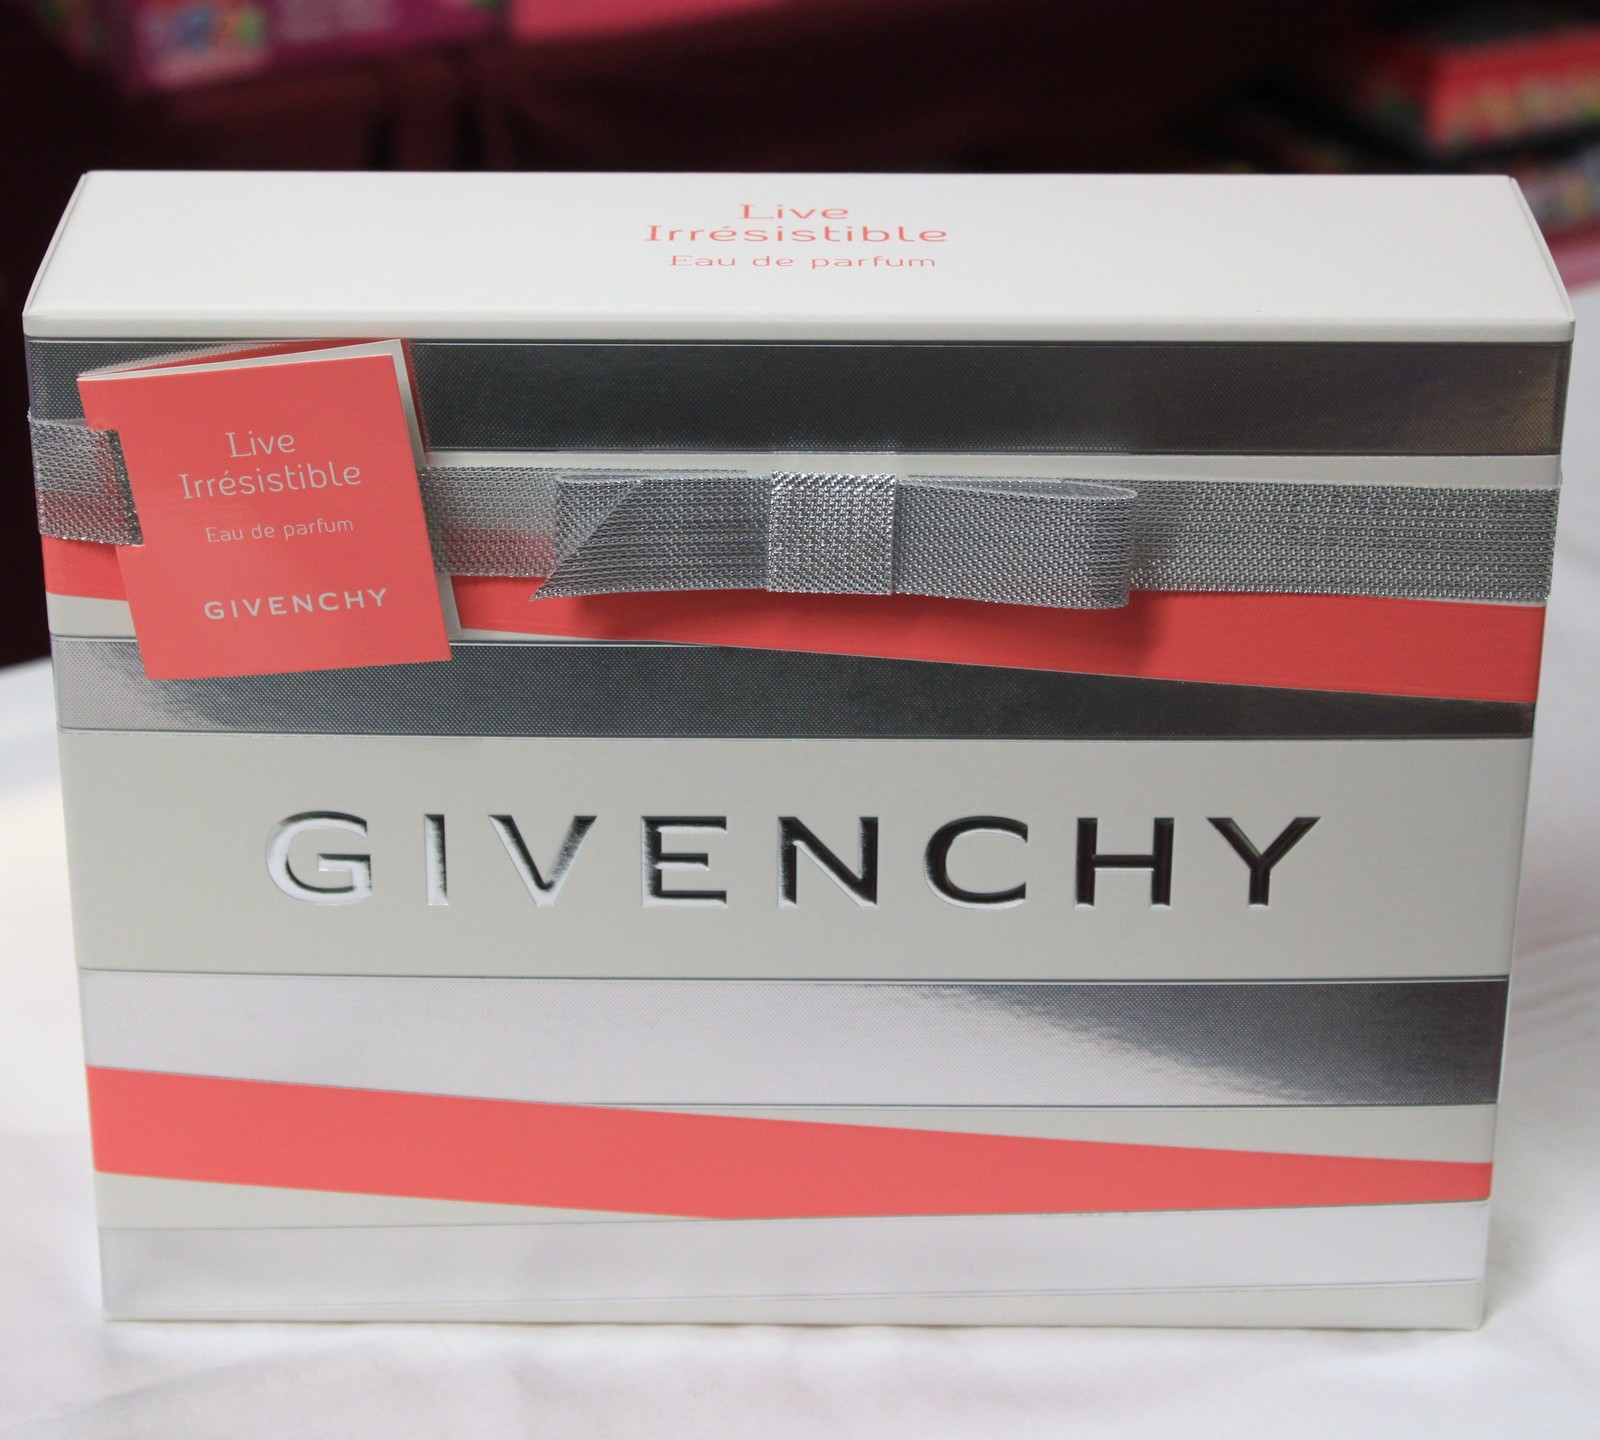 Live
Irrésistible
Eau de parfum
Live
Irrésistible
Eau de parfum
GIVENCHY
GIVENCHY